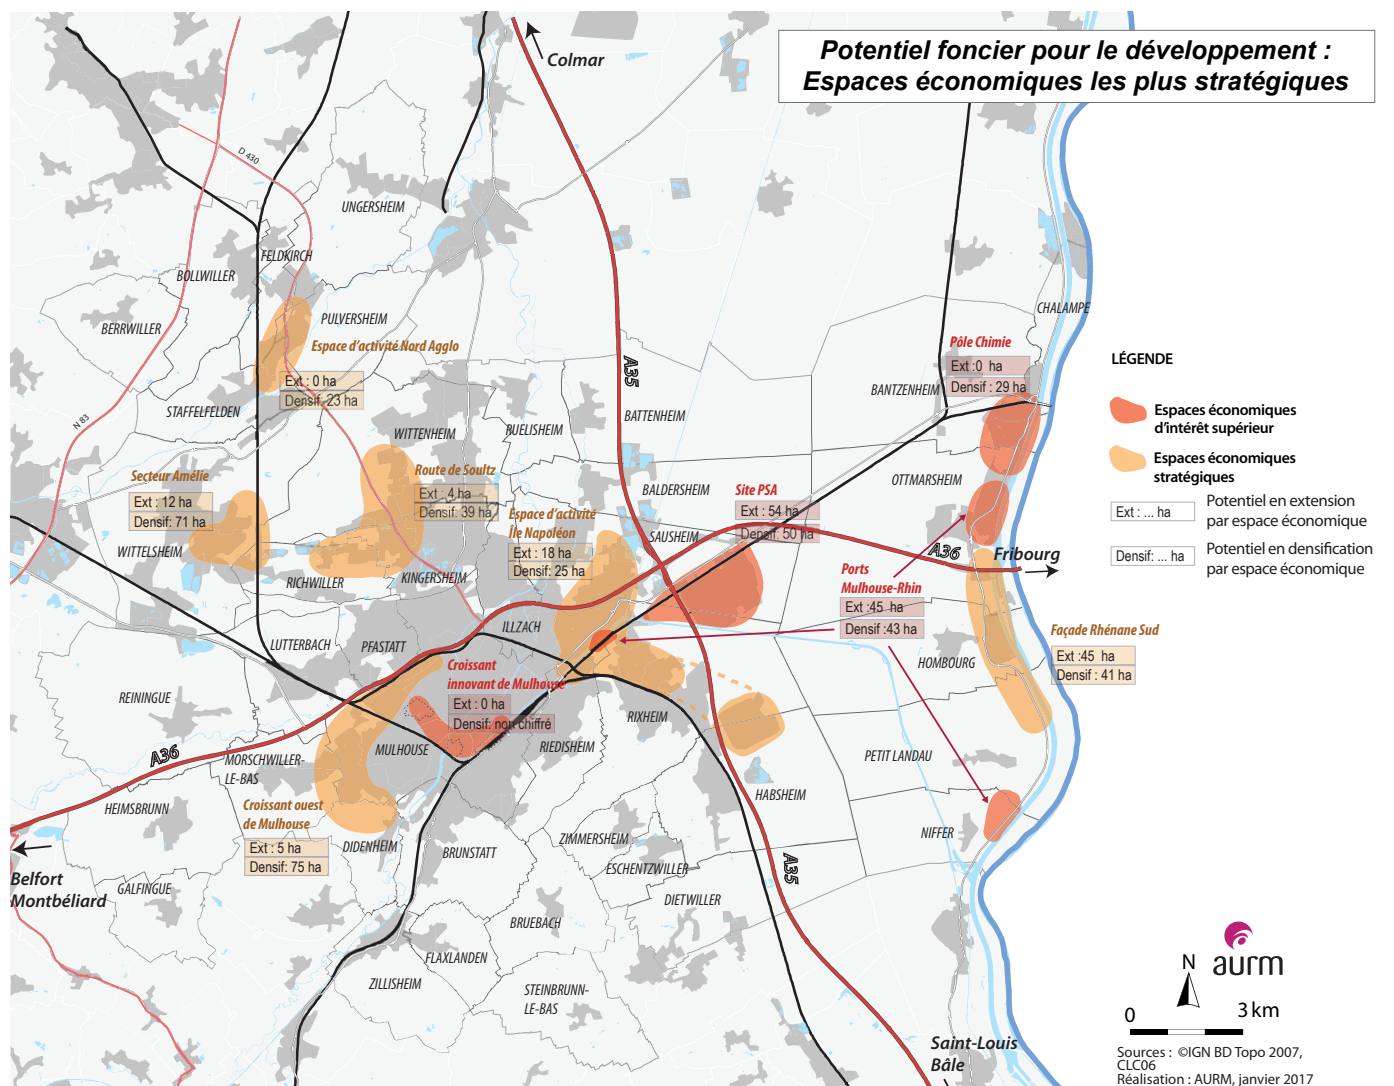 Potentiel foncier pour le développement :
Espaces économiques les plus stratégiques
Colmar
D 430
UNGERSHEIM
FELDKIRCH
BOLLWILLER
BERRWILLER
PULVERSHEIM
CHALAMPE
Espace d'activité Nord Agglo
Ext : 0 ha
Densif: 23 ha
A35
Pôle Chimie
Ext :0 ha
Densif : 29 ha
BANTZENHEIM
STAFFELFELDEN
N 83
WITTENHEIM
RUELISHEIM
BATTENHEIM
LÉGENDE
Espaces économiques
d'intérêt supérieur
Espaces économiques
stratégiques
Ext : ... ha
Potentiel en extension
par espace économique
Densif: ... ha
Potentiel en densification
par espace économique
Secteur Amélie
Ext : 12 ha
Densif: 71 ha
WITTELSHEIM
Route de Soultz
Ext : 4 ha
Densif: 39 ha
Espace d'activité
Île Napoléon
Ext : 18 ha
Densif: 25 ha
BALDERSHEIM
Site PSA
Ext : 54 ha
Densif: 50 ha
OTTMARSHEIM
SAUSHEIM
A36
Fribourg
RICHWILLER
KINGERSHEIM
Ports
Mulhouse-Rhin
Ext :45 ha
Densif :43 ha
ILLZACH
LUTTERBACH
PFASTATT
Façade Rhénane Sud
Ext :45 ha
Densif : 41 ha
HOMBOURG
Croissant
innovant de Mulhouse
Ext : 0 ha
Densif: non chiffré
REININGUE
RIXHEIM
RIEDISHEIM
MULHOUSE
A36
MORSCHWILLER-
LE-BAS
PETIT LANDAU
HABSHEIM
HEIMSBRUNN
Croissant ouest
de Mulhouse
Ext : 5 ha
Densif: 75 ha
DIDENHEIM
BRUNSTATT
ZIMMERSHEIM
ESCHENTZWILLER
NIFFER
A35
Belfort
Montbéliard
GALFINGUE
DIETWILLER
BRUEBACH
FLAXLANDEN
ZILLISHEIM
STEINBRUNN-
LE-BAS
aurm
N
0
3 km
Saint-Louis
Bâle
Sources : ©IGN BD Topo 2007,
CLC06
Réalisation : AURM, janvier 2017